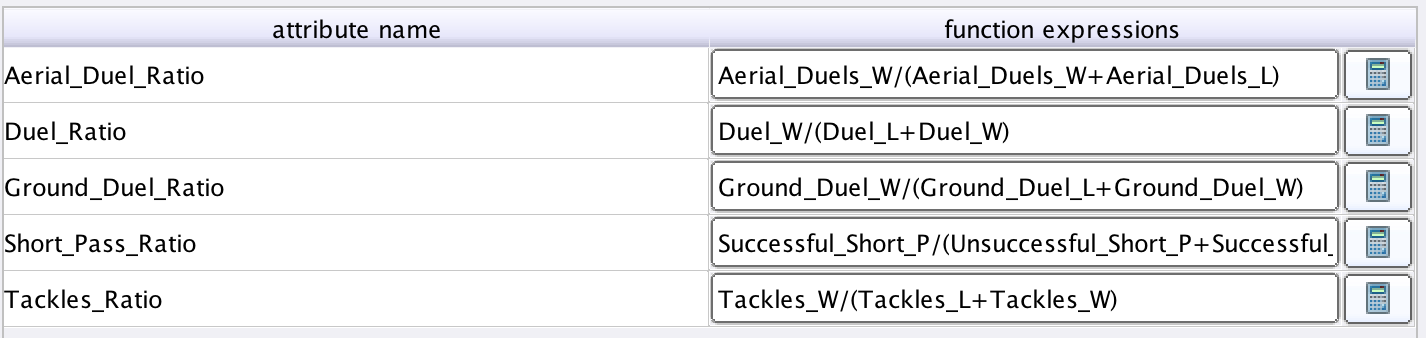 attribute name function expressions
Aerial_Duel_Ratio Aerial_Duels_W/(Aerial_Duels_W+Aerial_Duels_L)
Duel_Ratio Duel_W/(Duel_L+Duel_W)
Ground_Duel_Ratio Ground_Duel_W/(Ground_Duel_L+Ground_Duel_W)
Short_Pass_Ratio Successful_Short_P/(Unsuccessful_Short_P+Successful_
Tackles_Ratio Tackles_W/(Tackles_L+Tackles_W)